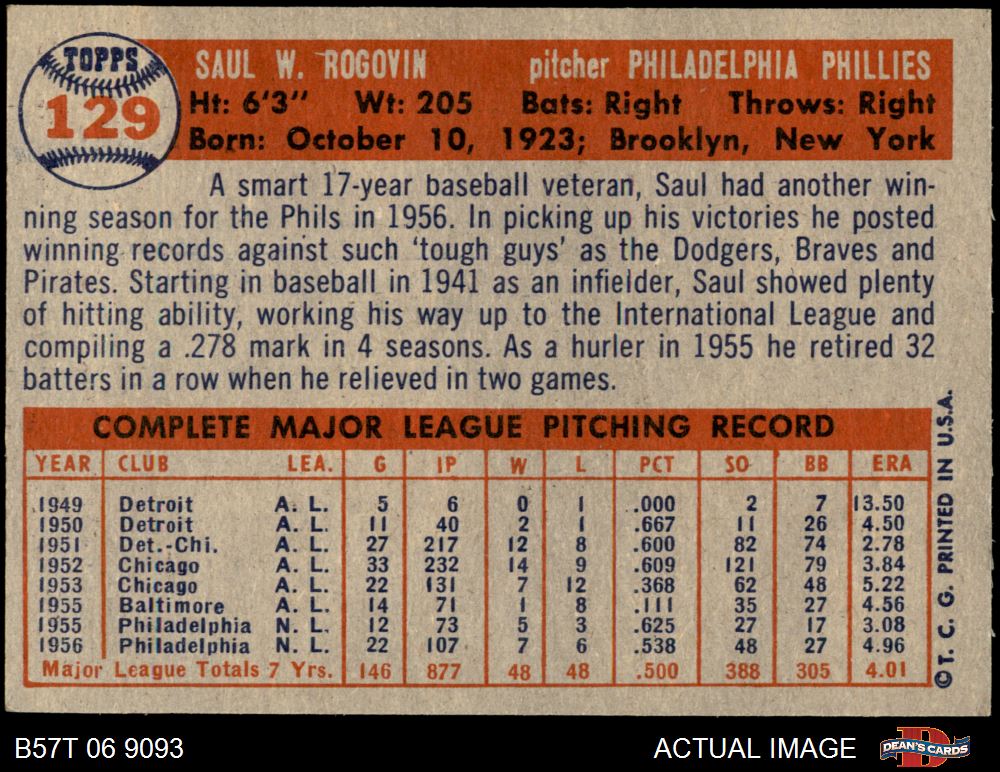 TOPPS
129
SAUL W. ROGOVIN pitcher PHILADELPHIA PHILLIES
Ht: 6'3" Wt: 205 Bats: Right Throws: Right
Born: October 10, 1923; Brooklyn, New York
A smart 17-year baseball veteran, Saul had another win-
ning season for the Phils in 1956. In picking up his victories he posted
winning records against such 'tough guys' as the Dodgers, Braves and
Pirates. Starting in baseball in 1941 as an infielder, Saul showed plenty
of hitting ability, working his way up to the International League and
compiling a .278 mark in 4 seasons. As a hurler in 1955 he retired 32
batters in a row when he relieved in two games.
COMPLETE MAJOR LEAGUE PITCHING RECORD
YEAR CLUB LEA. G IP W L PCT SO BB ERA
1949 Detroit A. L. 5 6 0 1 .000 2 7 13.50
1950 Detroit A. L. 11 40 2 1 .667 11 26 4.50
1951 Det.-Chi. A. L. 27 217 12 8 .600 82 74 2.78
1952 Chicago A. L. 33 232 14 9 .609 121 79 3.84
1953 Chicago A. L. 22 131 7 12 .368 62 48 5.22
1955 Baltimore A. L. 14 71 1 8 .111 35 27 4.56
1955 Philadelphia N. L. 12 73 5 3 .625 27 17 3.08
1956 Philadelphia N. L. 22 107 7 6 .538 48 27 4.96
Major League Totals 7 Yrs. 146 877 48 48 .500 388 305 4.01
© T. C. G. PRINTED IN U.S.A.
B57T 06 9093 ACTUAL IMAGE DEAN'S CARDS